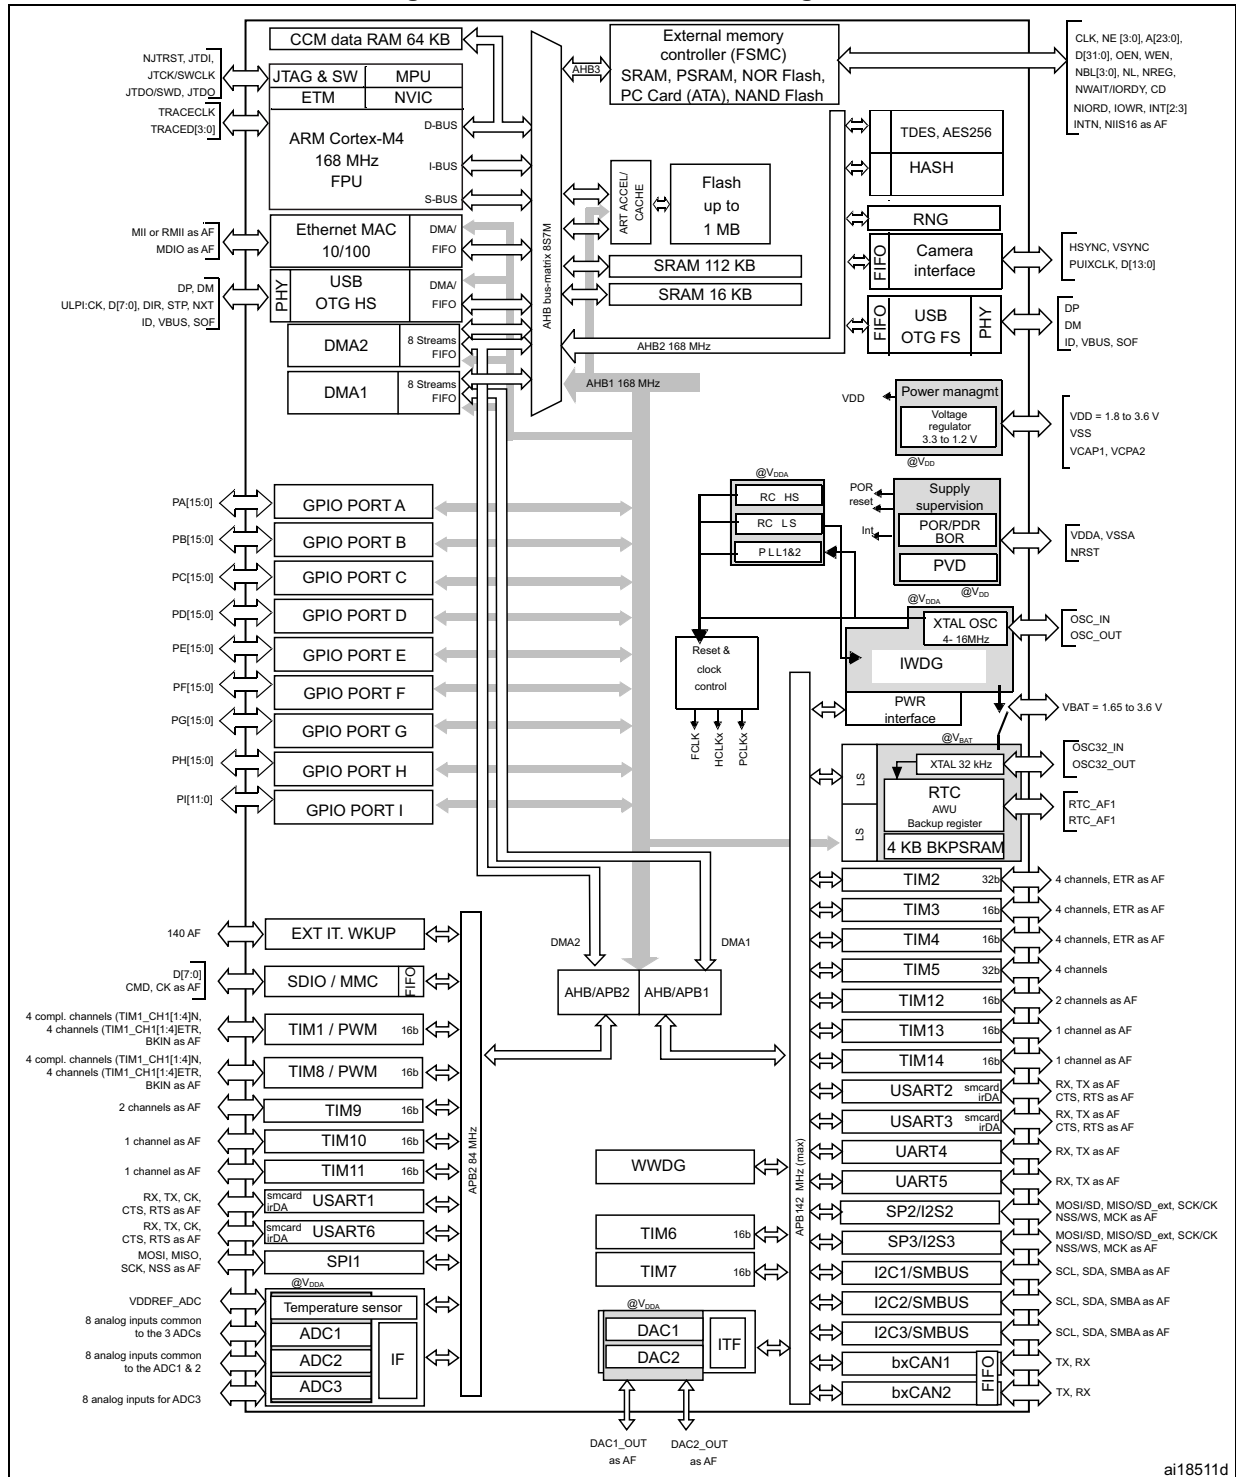 CCM data RAM 64 KB
External memory
controller (FSMC)
SRAM, PSRAM, NOR Flash,
PC Card (ATA), NAND Flash
AHB3
CLK, NE [3:0], A[23:0],
D[31:0], OEN, WEN,
NBL[3:0], NL, NREG,
NWAIT/IORDY, CD
NIORD, IOWR, INT[2:3]
INTN, NIIS16 as AF
NJTRST, JTDI,
JTCK/SWCLK
JTDO/SWD, JTDO
TRACECLK
TRACED[3:0]
JTAG & SW
MPU
ETM
NVIC
ARM Cortex-M4
168 MHz
FPU
D-BUS
I-BUS
S-BUS
AHB bus-matrix 8S7M
ART ACCEL/
CACHE
Flash
up to
1 MB
SRAM 112 KB
SRAM 16 KB
AHB2 168 MHz
AHB1 168 MHz
TDES, AES256
HASH
RNG
FIFO
Camera
interface
HSYNC, VSYNC
PUIXCLK, D[13:0]
FIFO
USB
OTG FS
PHY
DP
DM
ID, VBUS, SOF
MII or RMII as AF
MDIO as AF
Ethernet MAC
10/100
DMA/
FIFO
DP, DM
ULPI:CK, D[7:0], DIR, STP, NXT
ID, VBUS, SOF
PHY
USB
OTG HS
DMA/
FIFO
DMA2
8 Streams
FIFO
DMA1
8 Streams
FIFO
VDD
Power managmt
Voltage
regulator
3.3 to 1.2 V
@VDD
VDD = 1.8 to 3.6 V
VSS
VCAP1, VCPA2
@VDDA
RC HS
RC LS
PLL1&2
POR
reset
Int
Supply
supervision
POR/PDR
BOR
PVD
@VDD
VDDA, VSSA
NRST
@VDDA
XTAL OSC
4- 16MHz
IWDG
OSC_IN
OSC_OUT
PWR
interface
VBAT = 1.65 to 3.6 V
Reset &
clock
control
FCLK
HCLKx
PCLKx
@VBAT
LS
LS
XTAL 32 kHz
RTC
AWU
Backup register
4 KB BKPSRAM
OSC32_IN
OSC32_OUT
RTC_AF1
RTC_AF1
PA[15:0]
GPIO PORT A
PB[15:0]
GPIO PORT B
PC[15:0]
GPIO PORT C
PD[15:0]
GPIO PORT D
PE[15:0]
GPIO PORT E
PF[15:0]
GPIO PORT F
PG[15:0]
GPIO PORT G
PH[15:0]
GPIO PORT H
PI[11:0]
GPIO PORT I
DMA2
DMA1
AHB/APB2
AHB/APB1
140 AF
EXT IT. WKUP
D[7:0]
CMD, CK as AF
SDIO / MMC
FIFO
4 compl. channels (TIM1_CH1[1:4]N,
4 channels (TIM1_CH1[1:4]ETR,
BKIN as AF
TIM1 / PWM 16b
4 compl. channels (TIM1_CH1[1:4]N,
4 channels (TIM1_CH1[1:4]ETR,
BKIN as AF
TIM8 / PWM 16b
2 channels as AF
TIM9 16b
1 channel as AF
TIM10 16b
1 channel as AF
TIM11 16b
RX, TX, CK,
CTS, RTS as AF
smcard
irDA
USART1
RX, TX, CK,
CTS, RTS as AF
smcard
irDA
USART6
MOSI, MISO,
SCK, NSS as AF
SPI1
@VDDA
VDDREF_ADC
Temperature sensor
8 analog inputs common
to the 3 ADCs
ADC1
8 analog inputs common
to the ADC1 & 2
ADC2
8 analog inputs for ADC3
ADC3
IF
APB2 84 MHz
APB142 MHz (max)
WWDG
TIM6 16b
TIM7 16b
@VDDA
DAC1
DAC2
ITF
DAC1_OUT
as AF
DAC2_OUT
as AF
TIM2 32b
4 channels, ETR as AF
TIM3 16b
4 channels, ETR as AF
TIM4 16b
4 channels, ETR as AF
TIM5 32b
4 channels
TIM12 16b
2 channels as AF
TIM13 16b
1 channel as AF
TIM14 16b
1 channel as AF
USART2
smcard
irDA
RX, TX as AF
CTS, RTS as AF
USART3
smcard
irDA
RX, TX as AF
CTS, RTS as AF
UART4
RX, TX as AF
UART5
RX, TX as AF
SP2/I2S2
MOSI/SD, MISO/SD_ext, SCK/CK
NSS/WS, MCK as AF
SP3/I2S3
MOSI/SD, MISO/SD_ext, SCK/CK
NSS/WS, MCK as AF
I2C1/SMBUS
SCL, SDA, SMBA as AF
I2C2/SMBUS
SCL, SDA, SMBA as AF
I2C3/SMBUS
SCL, SDA, SMBA as AF
bxCAN1
TX, RX
bxCAN2
TX, RX
FIFO
ai18511d